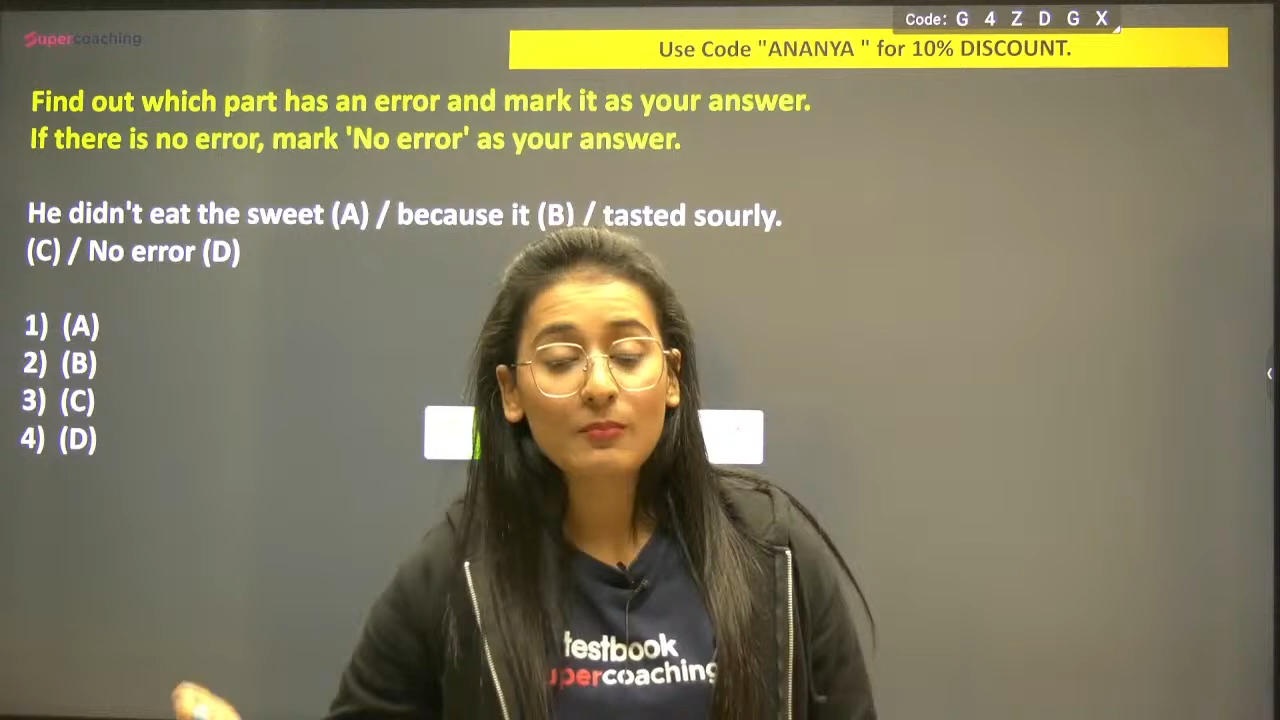 Code: G 4 Z D G X
Supercoaching
Use Code "ANANYA " for 10% DISCOUNT.
Find out which part has an error and mark it as your answer.
If there is no error, mark 'No error' as your answer.
He didn't eat the sweet (A) / because it (B) / tasted sourly.
(C) / No error (D)
1) (A)
2) (B)
3) (C)
4) (D)
testbook
upercoaching